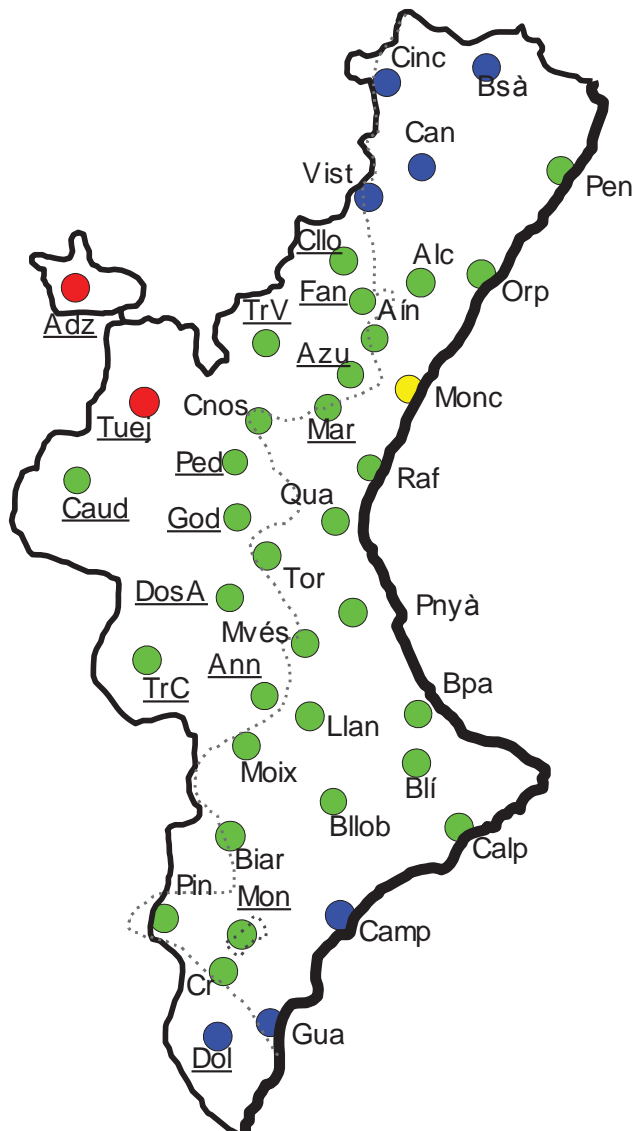 Cinc
Bsà
Can
Vist
Pen
Cllo
Alc
Orp
Fan
Aín
Adz
TrV
Azu
Monc
Tuej
Cnos
Mar
Ped
Raf
Caud
Qua
God
Tor
DosA
Pnyà
Mvés
Ann
TrC
Bpa
Llan
Moix
Blí
Bllob
Calp
Biar
Pin
Mon
Camp
Cr
Gua
Dol